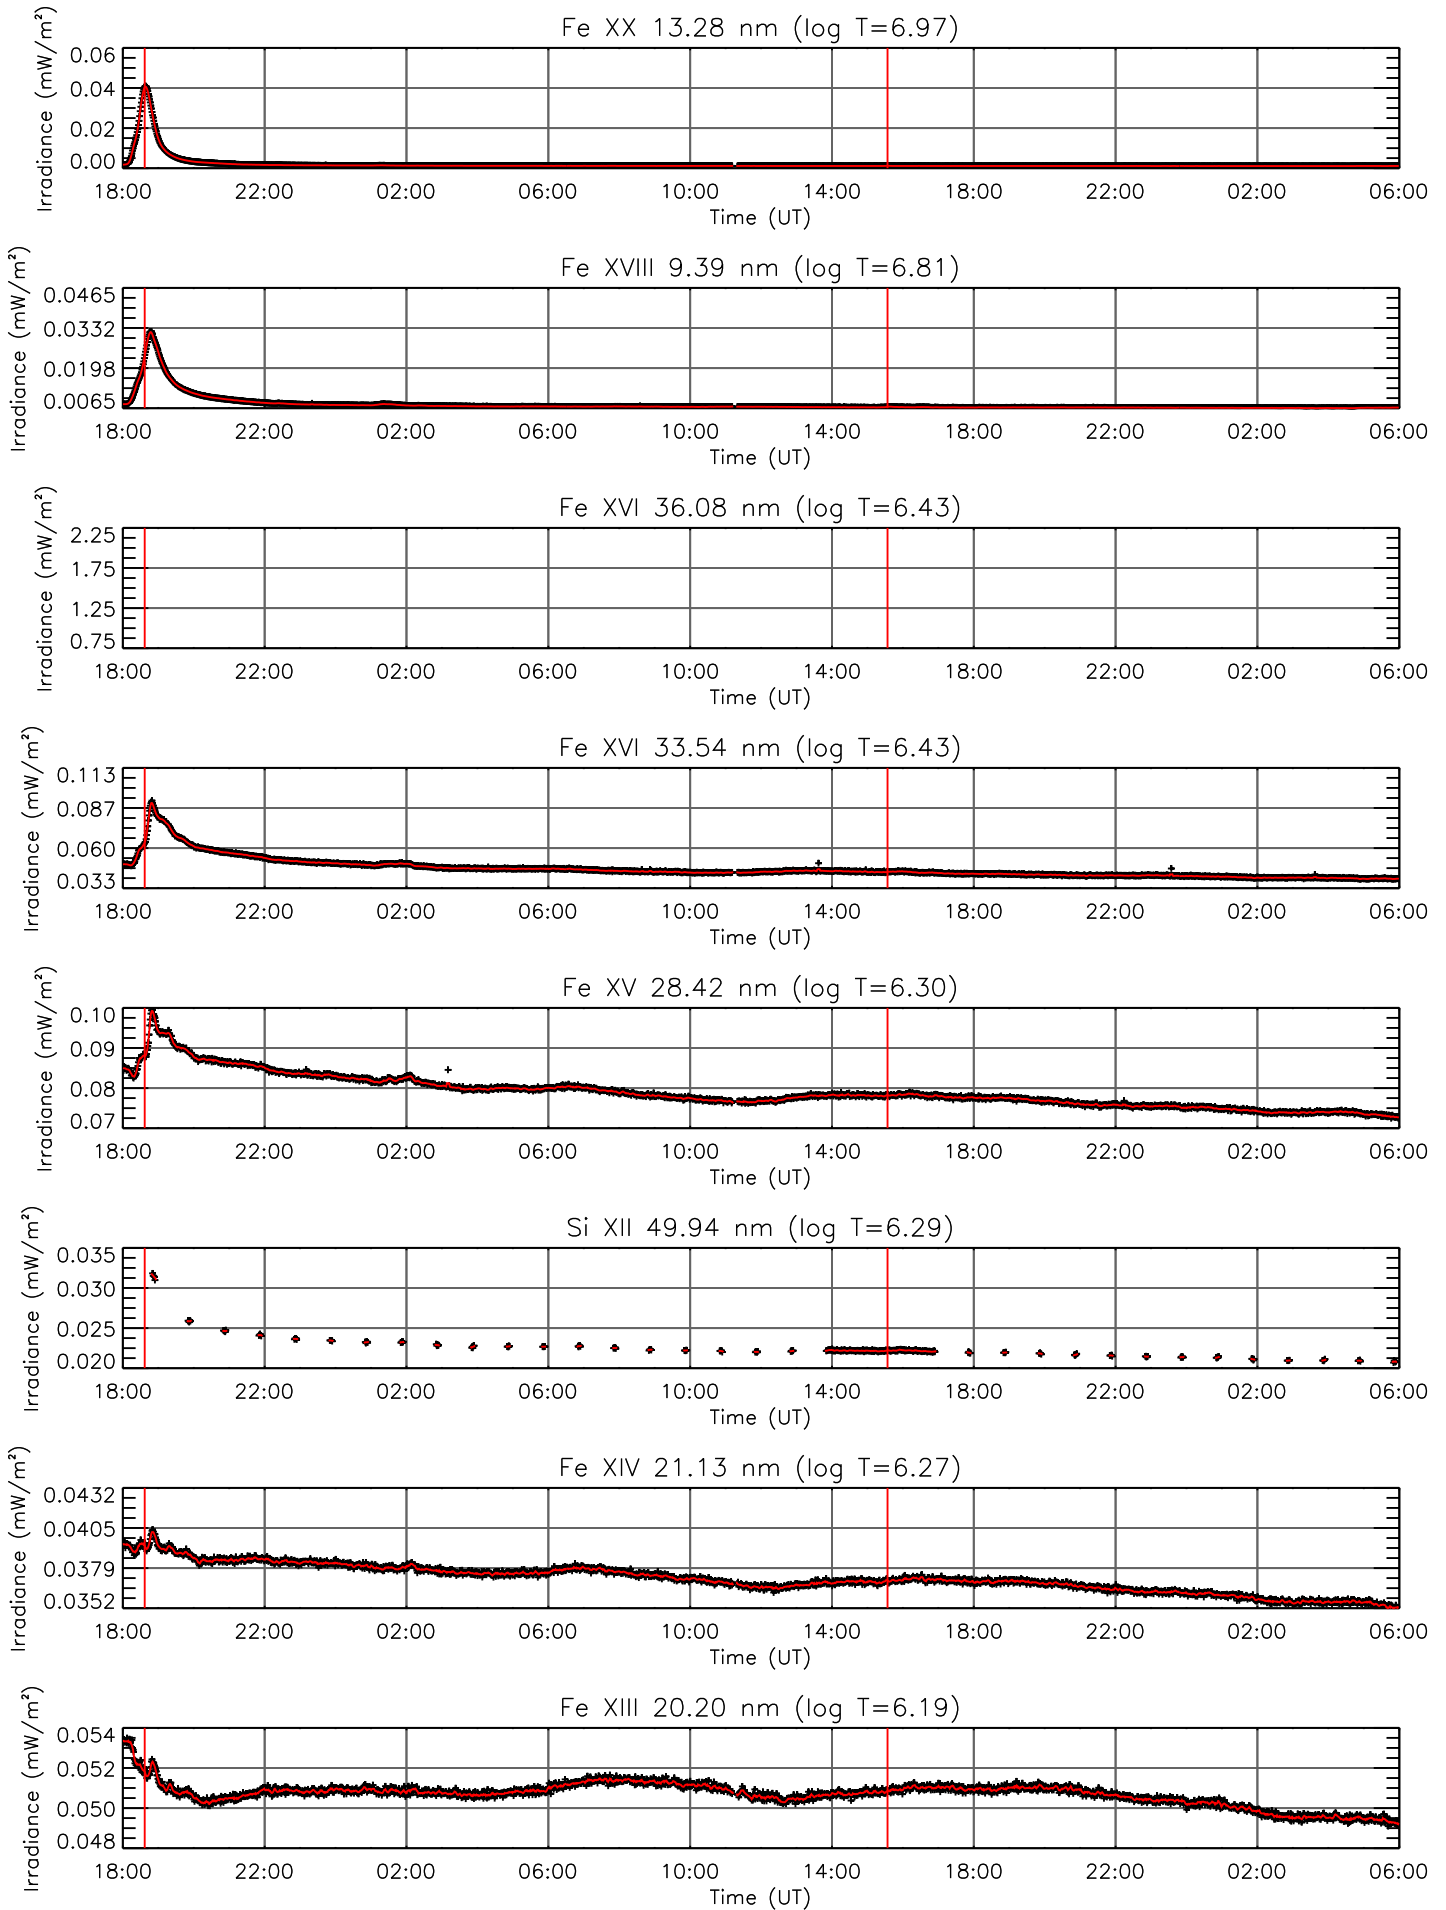 Fe XX 13.28 nm (log T=6.97)
Irradiance (mW/m²)
0.06
0.04
0.02
0.00
18:00 22:00 02:00 06:00 10:00 14:00 18:00 22:00 02:00 06:00
Time (UT)
Fe XVIII 9.39 nm (log T=6.81)
Irradiance (mW/m²)
0.0465
0.0332
0.0198
0.0065
18:00 22:00 02:00 06:00 10:00 14:00 18:00 22:00 02:00 06:00
Time (UT)
Fe XVI 36.08 nm (log T=6.43)
Irradiance (mW/m²)
2.25
1.75
1.25
0.75
18:00 22:00 02:00 06:00 10:00 14:00 18:00 22:00 02:00 06:00
Time (UT)
Fe XVI 33.54 nm (log T=6.43)
Irradiance (mW/m²)
0.113
0.087
0.060
0.033
18:00 22:00 02:00 06:00 10:00 14:00 18:00 22:00 02:00 06:00
Time (UT)
Fe XV 28.42 nm (log T=6.30)
Irradiance (mW/m²)
0.10
0.09
0.08
0.07
18:00 22:00 02:00 06:00 10:00 14:00 18:00 22:00 02:00 06:00
Time (UT)
Si XII 49.94 nm (log T=6.29)
Irradiance (mW/m²)
0.035
0.030
0.025
0.020
18:00 22:00 02:00 06:00 10:00 14:00 18:00 22:00 02:00 06:00
Time (UT)
Fe XIV 21.13 nm (log T=6.27)
Irradiance (mW/m²)
0.0432
0.0405
0.0379
0.0352
18:00 22:00 02:00 06:00 10:00 14:00 18:00 22:00 02:00 06:00
Time (UT)
Fe XIII 20.20 nm (log T=6.19)
Irradiance (mW/m²)
0.054
0.052
0.050
0.048
18:00 22:00 02:00 06:00 10:00 14:00 18:00 22:00 02:00 06:00
Time (UT)